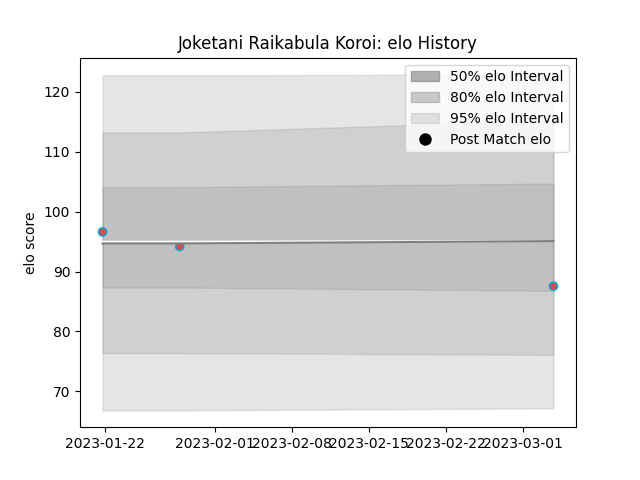 Joketani Raikabula Koroi: elo History
50% elo Interval
80% elo Interval
95% elo Interval
Post Match elo
elo score
120
110
100
90
80
70
2023-01-22
2023-02-01
2023-02-08
2023-02-15
2023-02-22
2023-03-01